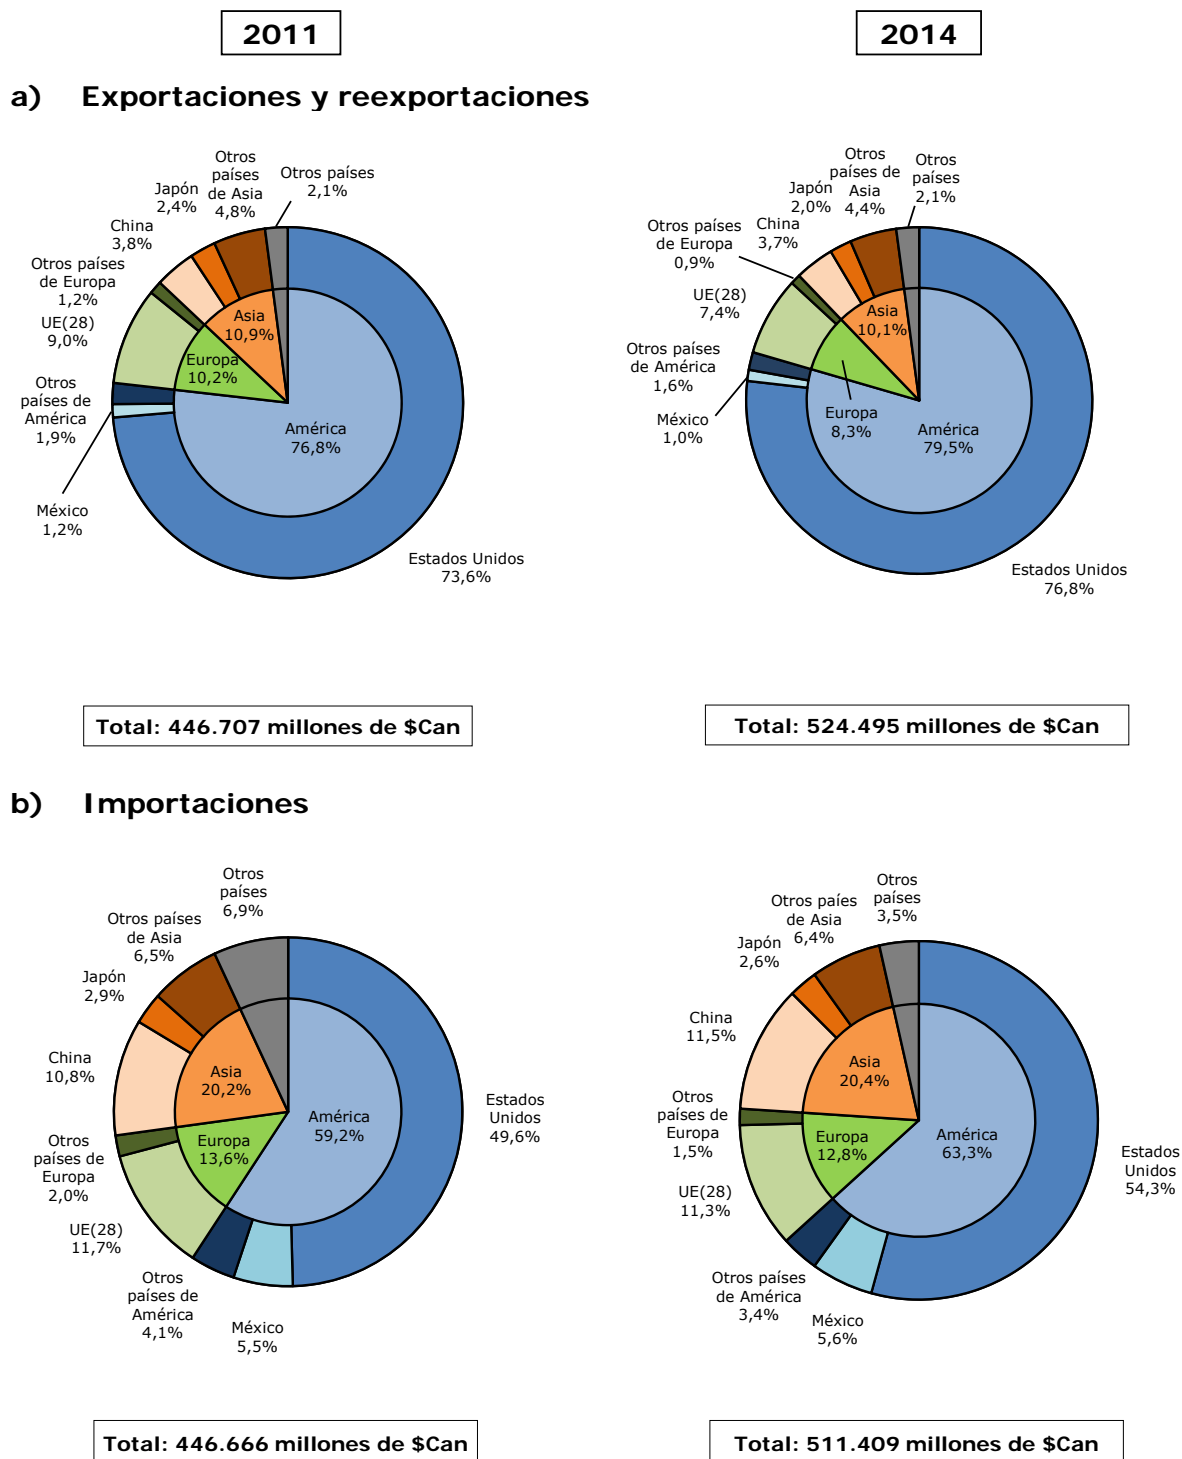 2011
2014
a) Exportaciones y reexportaciones
Otros
países
de Asia
4,8%
Otros países
2,1%
Japón
2,4%
China
3,8%
Otros países
de Europa
1,2%
UE(28)
9,0%
Otros
países de
América
1,9%
México
1,2%
Asia
10,9%
Europa
10,2%
América
76,8%
Estados Unidos
73,6%
Otros
países de
Asia
4,4%
Otros
países
2,1%
Japón
2,0%
China
3,7%
Otros países
de Europa
0,9%
UE(28)
7,4%
Otros países
de América
1,6%
México
1,0%
Asia
10,1%
Europa
8,3%
América
79,5%
Estados Unidos
76,8%
Total: 446.707 millones de $Can
Total: 524.495 millones de $Can
b) Importaciones
Otros
países
6,9%
Otros países
de Asia
6,5%
Japón
2,9%
China
10,8%
Otros
países de
Europa
2,0%
UE(28)
11,7%
Otros
países de
América
4,1%
México
5,5%
Asia
20,2%
Europa
13,6%
América
59,2%
Estados
Unidos
49,6%
Otros
países
3,5%
Otros paíes
de Asia
6,4%
Japón
2,6%
China
11,5%
Otros
países de
Europa
1,5%
UE(28)
11,3%
Otros países
de América
3,4%
México
5,6%
Asia
20,4%
Europa
12,8%
América
63,3%
Estados
Unidos
54,3%
Total: 446.666 millones de $Can
Total: 511.409 millones de $Can